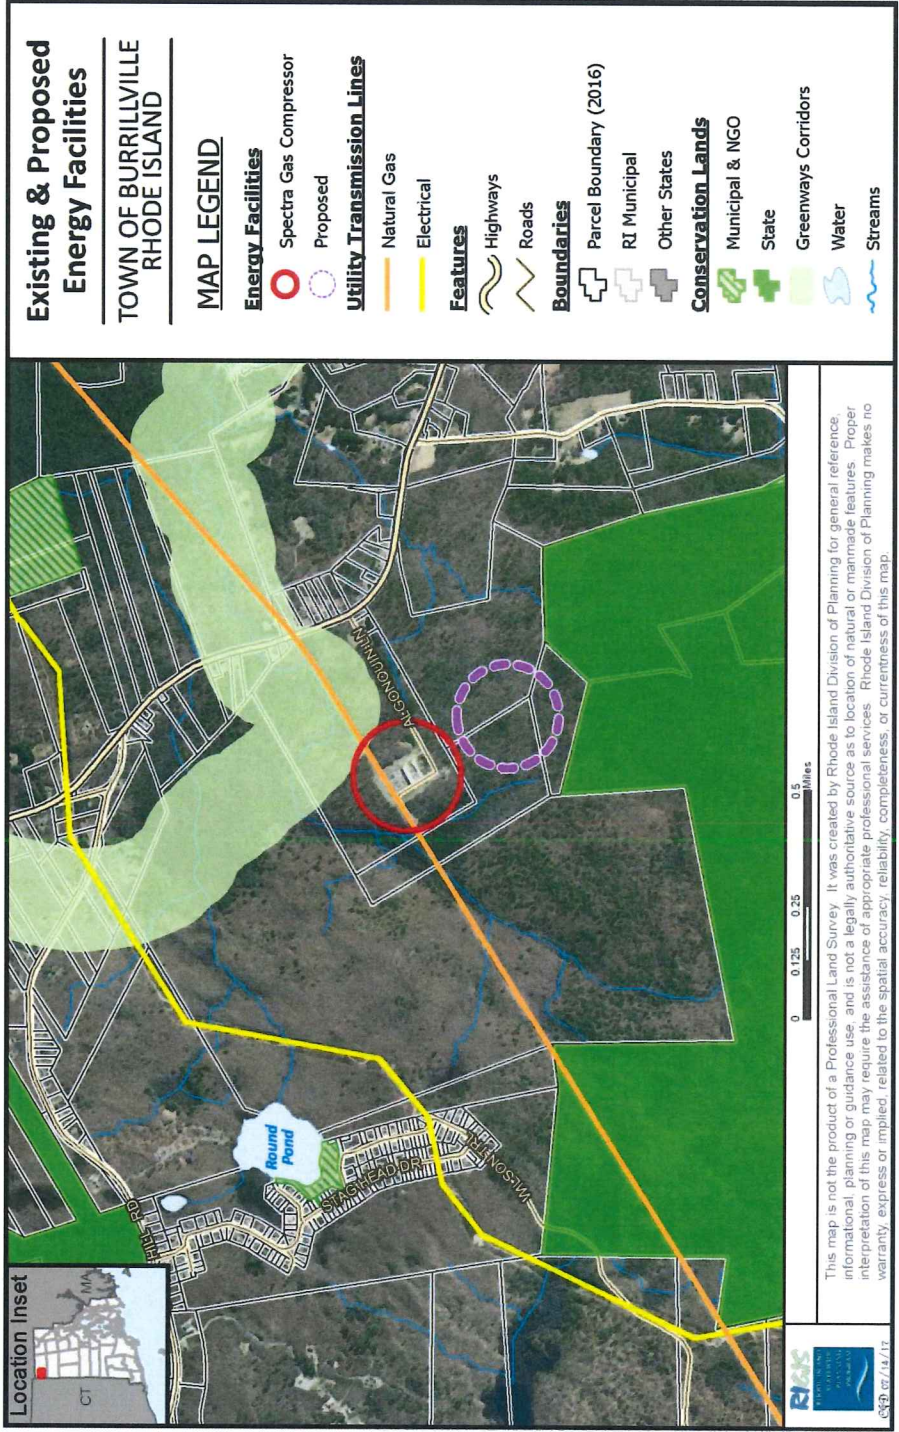 Existing & Proposed
Energy Facilities
TOWN OF BURRILLVILLE
RHODE ISLAND
MAP LEGEND
Energy Facilities
Spectra Gas Compressor
Proposed
Utility Transmission Lines
Natural Gas
Electrical
Features
Highways
Roads
Boundaries
Parcel Boundary (2016)
RI Municipal
Other States
Conservation Lands
Municipal & NGO
State
Greenways Corridors
Water
Streams
Location Inset
MA
CT
HILL RD
Round
Pond
STAGHEAD DR
WILSON TRL
ALGONQUIN LN
0 0.125 0.25 0.5
Miles
RIGIS
This map is not the product of a Professional Land Survey. It was created by Rhode Island Division of Planning for general reference,
informational, planning or guidance use, and is not a legally authoritative source as to location of natural or manmade features. Proper
interpretation of this map may require the assistance of appropriate professional services. Rhode Island Division of Planning makes no
warranty, express or implied, related to the spatial accuracy, reliability, completeness, or currentness of this map.